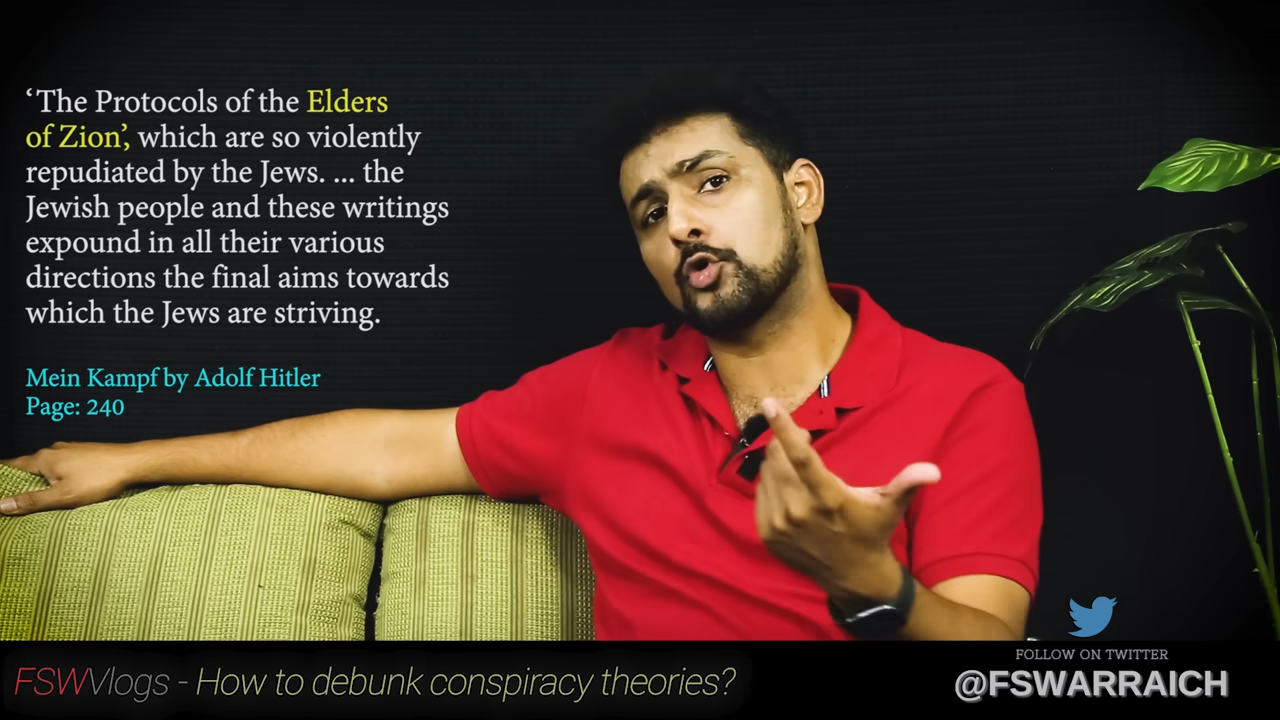 ‘The Protocols of the Elders
of Zion’, which are so violently
repudiated by the Jews. ... the
Jewish people and these writings
expound in all their various
directions the final aims towards
which the Jews are striving.
Mein Kampf by Adolf Hitler
Page: 240
FSWVlogs - How to debunk conspiracy theories?
FOLLOW ON TWITTER
@FSWARRAICH